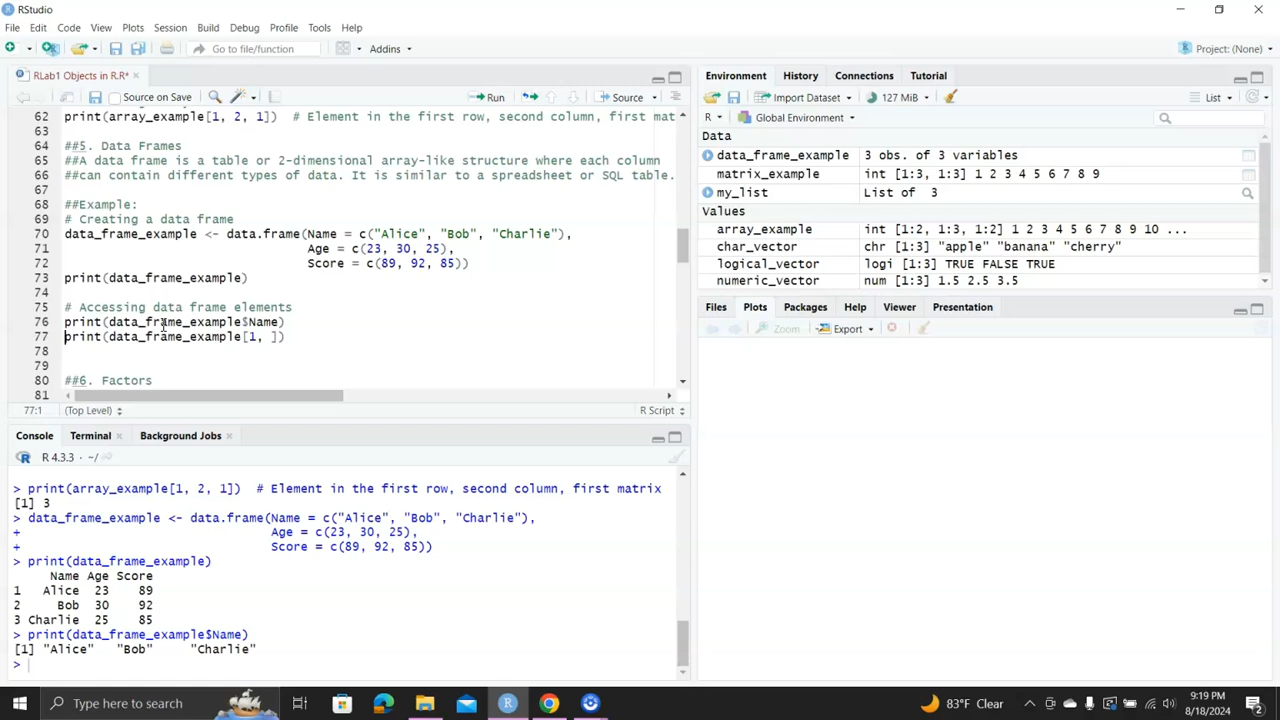 RStudio
File Edit Code View Plots Session Build Debug Profile Tools Help
Go to file/function Addins Project: (None)
RLab1 Objects in R.R*
Source on Save Run Source
62 print(array_example[1, 2, 1])  # Element in the first row, second column, first mat
63
64 ##5. Data Frames
65 ##A data frame is a table or 2-dimensional array-like structure where each column
66 ##can contain different types of data. It is similar to a spreadsheet or SQL table.
67
68 ##Example:
69 # Creating a data frame
70 data_frame_example <- data.frame(Name = c("Alice", "Bob", "Charlie"),
71 Age = c(23, 30, 25),
72 Score = c(89, 92, 85))
73 print(data_frame_example)
74
75 # Accessing data frame elements
76 print(data_frame_example$Name)
77 print(data_frame_example[1, ])
78
79
80 ##6. Factors
81
77:1 (Top Level) R Script
Console Terminal Background Jobs
R 4.3.3 · ~/
> print(array_example[1, 2, 1])  # Element in the first row, second column, first matrix
[1] 3
> data_frame_example <- data.frame(Name = c("Alice", "Bob", "Charlie"),
+ Age = c(23, 30, 25),
+ Score = c(89, 92, 85))
> print(data_frame_example)
Name Age Score
1 Alice 23 89
2 Bob 30 92
3 Charlie 25 85
> print(data_frame_example$Name)
[1] "Alice" "Bob" "Charlie"
>
Environment History Connections Tutorial
Import Dataset 127 MiB List
R Global Environment
Data
data_frame_example 3 obs. of 3 variables
matrix_example int [1:3, 1:3] 1 2 3 4 5 6 7 8 9
my_list List of 3
Values
array_example int [1:2, 1:3, 1:2] 1 2 3 4 5 6 7 8 9 10 ...
char_vector chr [1:3] "apple" "banana" "cherry"
logical_vector logi [1:3] TRUE FALSE TRUE
numeric_vector num [1:3] 1.5 2.5 3.5
Files Plots Packages Help Viewer Presentation
Zoom Export
Type here to search
83°F Clear
9:19 PM
8/18/2024
2